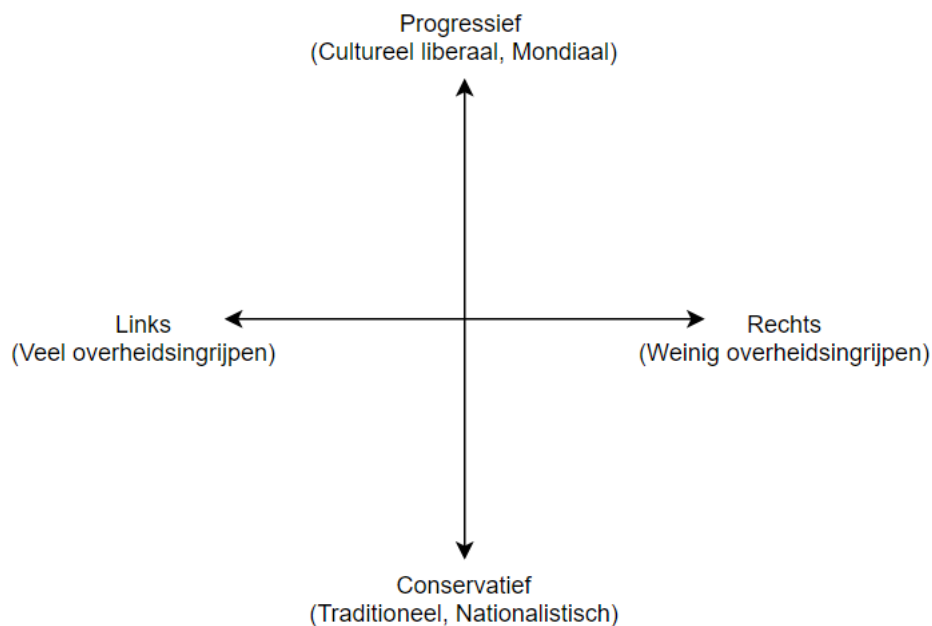 Progressief
(Cultureel liberaal, Mondiaal)
Links
(Veel overheidsingrijpen)
Rechts
(Weinig overheidsingrijpen)
Conservatief
(Traditioneel, Nationalistisch)